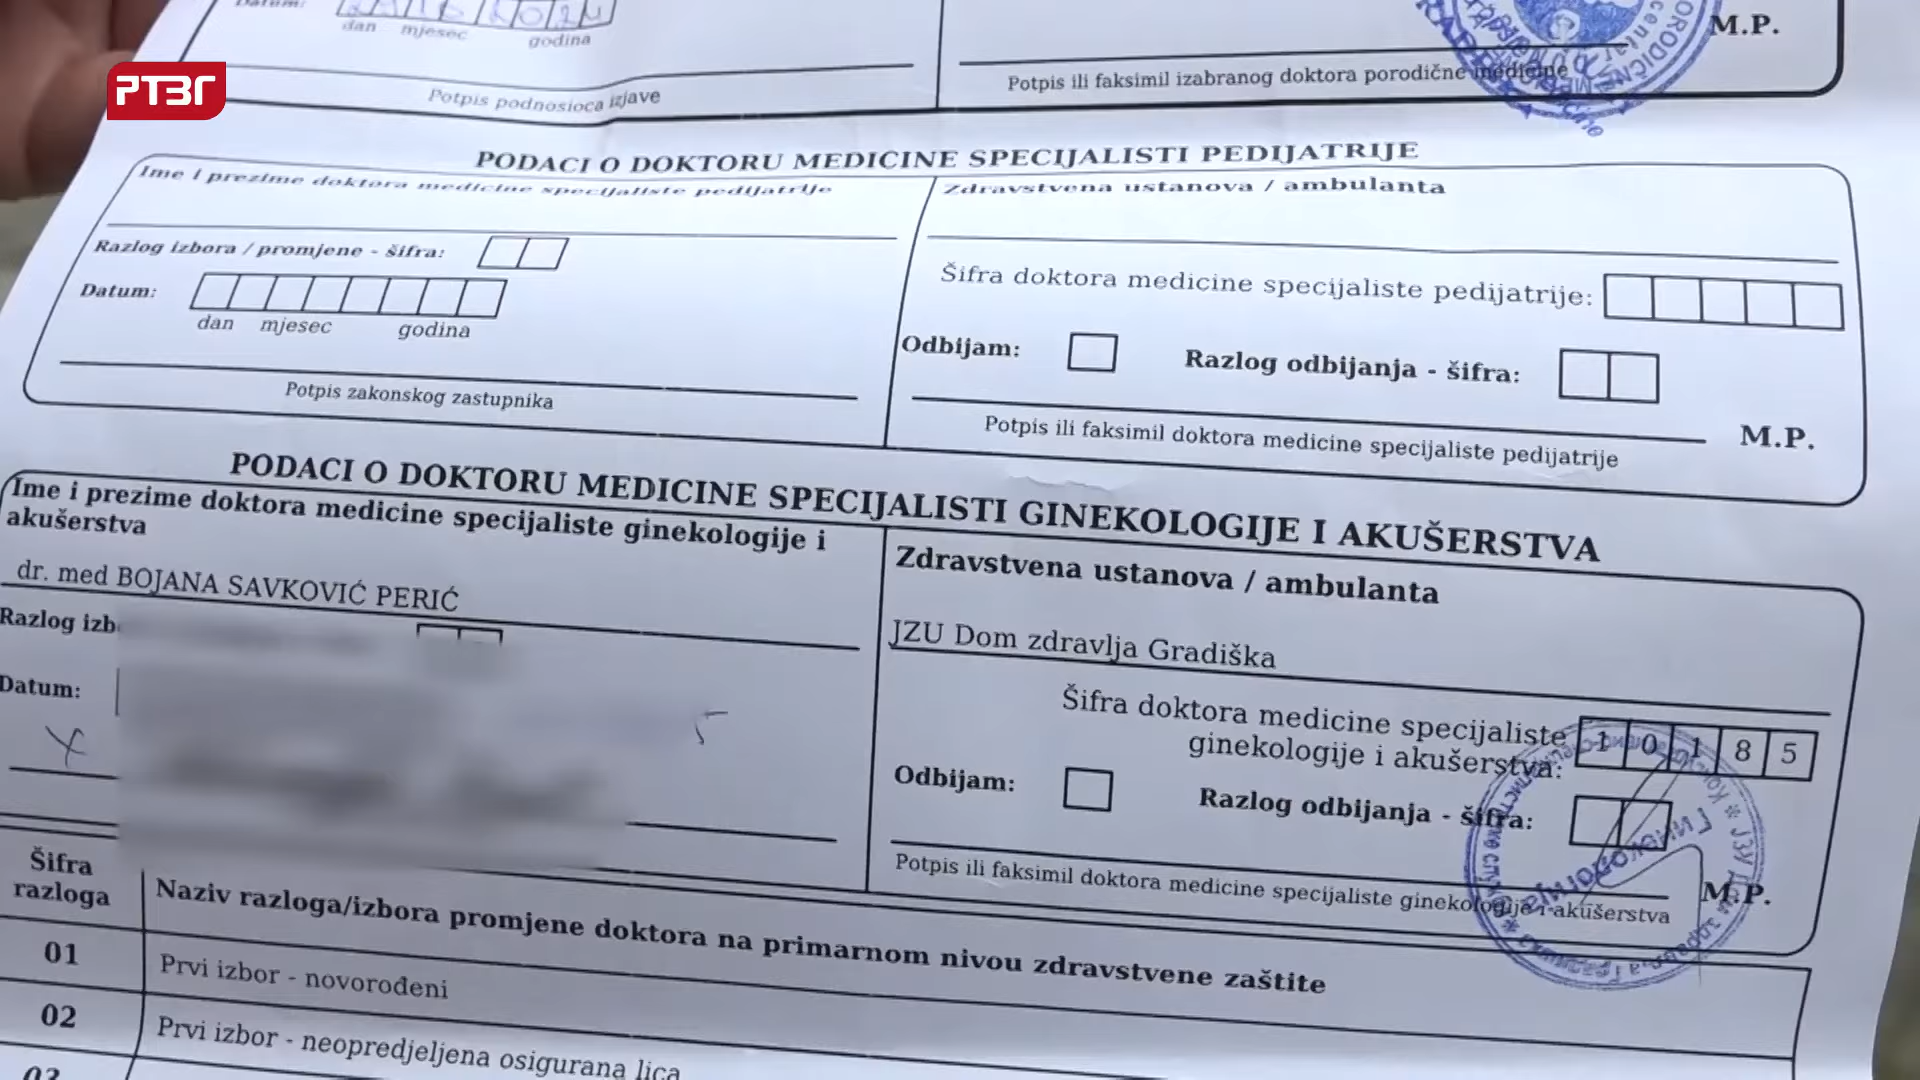 РТВГ
Datum:
dan mjesec godina
Potpis podnosioca izjave
Potpis ili faksimil izabranog doktora porodične medicine
M.P.
PODACI O DOKTORU MEDICINE SPECIJALISTI PEDIJATRIJE
Ime i prezime doktora medicine specijaliste pedijatrije
Zdravstvena ustanova / ambulanta
Razlog izbora / promjene - šifra:
Datum:
dan mjesec godina
Potpis zakonskog zastupnika
Šifra doktora medicine specijaliste pedijatrije:
Odbijam: Razlog odbijanja - šifra:
Potpis ili faksimil doktora medicine specijaliste pedijatrije
M.P.
PODACI O DOKTORU MEDICINE SPECIJALISTI GINEKOLOGIJE I AKUŠERSTVA
Ime i prezime doktora medicine specijaliste ginekologije i
akušerstva
dr. med BOJANA SAVKOVIĆ PERIĆ
Razlog
Datum:
Zdravstvena ustanova / ambulanta
JZU Dom zdravlja Gradiška
Šifra doktora medicine specijaliste
ginekologije i akušerstva: 1 0 1 8 5
Odbijam: Razlog odbijanja - šifra:
Potpis ili faksimil doktora medicine specijaliste ginekologije i akušerstva
M.P.
Гинекологија
Šifra
razloga
Naziv razloga/izbora promjene doktora na primarnom nivou zdravstvene zaštite
01 Prvi izbor - novorođeni
02 Prvi izbor - neopredjeljena osigurana lica
03